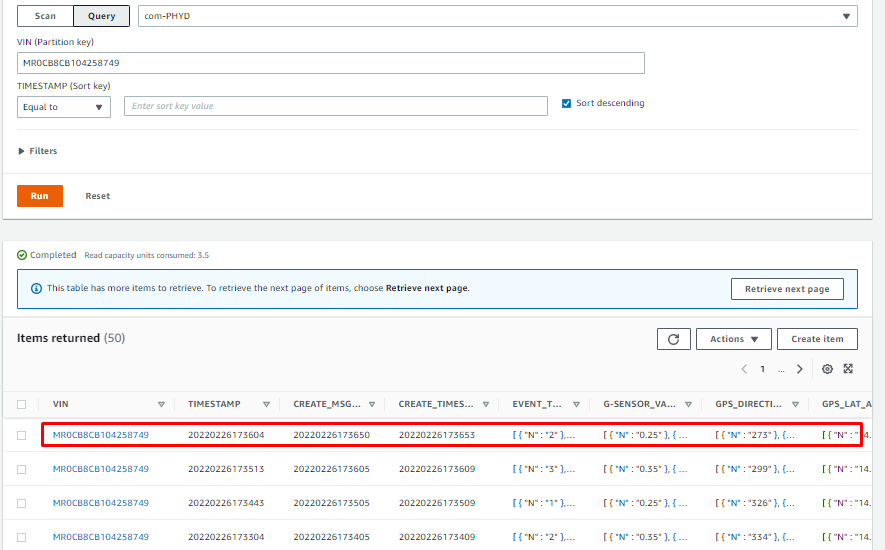 Scan Query com-PHYD
VIN (Partition key)
MR0CB8CB104258749
TIMESTAMP (Sort key)
Equal to Enter sort key value Sort descending
Filters
Run Reset
Completed Read capacity units consumed: 3.5
This table has more items to retrieve. To retrieve the next page of items, choose Retrieve next page. Retrieve next page
Items returned (50) Actions Create item
1 ...
VIN TIMESTAMP CREATE_MSG... CREATE_TIMES... EVENT_T... G-SENSOR_VA... GPS_DIRECTI... GPS_LAT_A
MR0CB8CB104258749 20220226173604 20220226173650 20220226173653 [ { "N" : "2" },... [ { "N" : "0.25" }, { ... [ { "N" : "273" }, {... [ { "N" : "14.
MR0CB8CB104258749 20220226173513 20220226173605 20220226173609 [ { "N" : "3" },... [ { "N" : "0.35" }, { ... [ { "N" : "299" }, {... [ { "N" : "14.
MR0CB8CB104258749 20220226173443 20220226173505 20220226173509 [ { "N" : "1" },... [ { "N" : "0.25" }, { ... [ { "N" : "326" }, {... [ { "N" : "14.
MR0CB8CB104258749 20220226173304 20220226173405 20220226173409 [ { "N" : "2" },... [ { "N" : "0.35" }, { ... [ { "N" : "334" }, {... [ { "N" : "14.